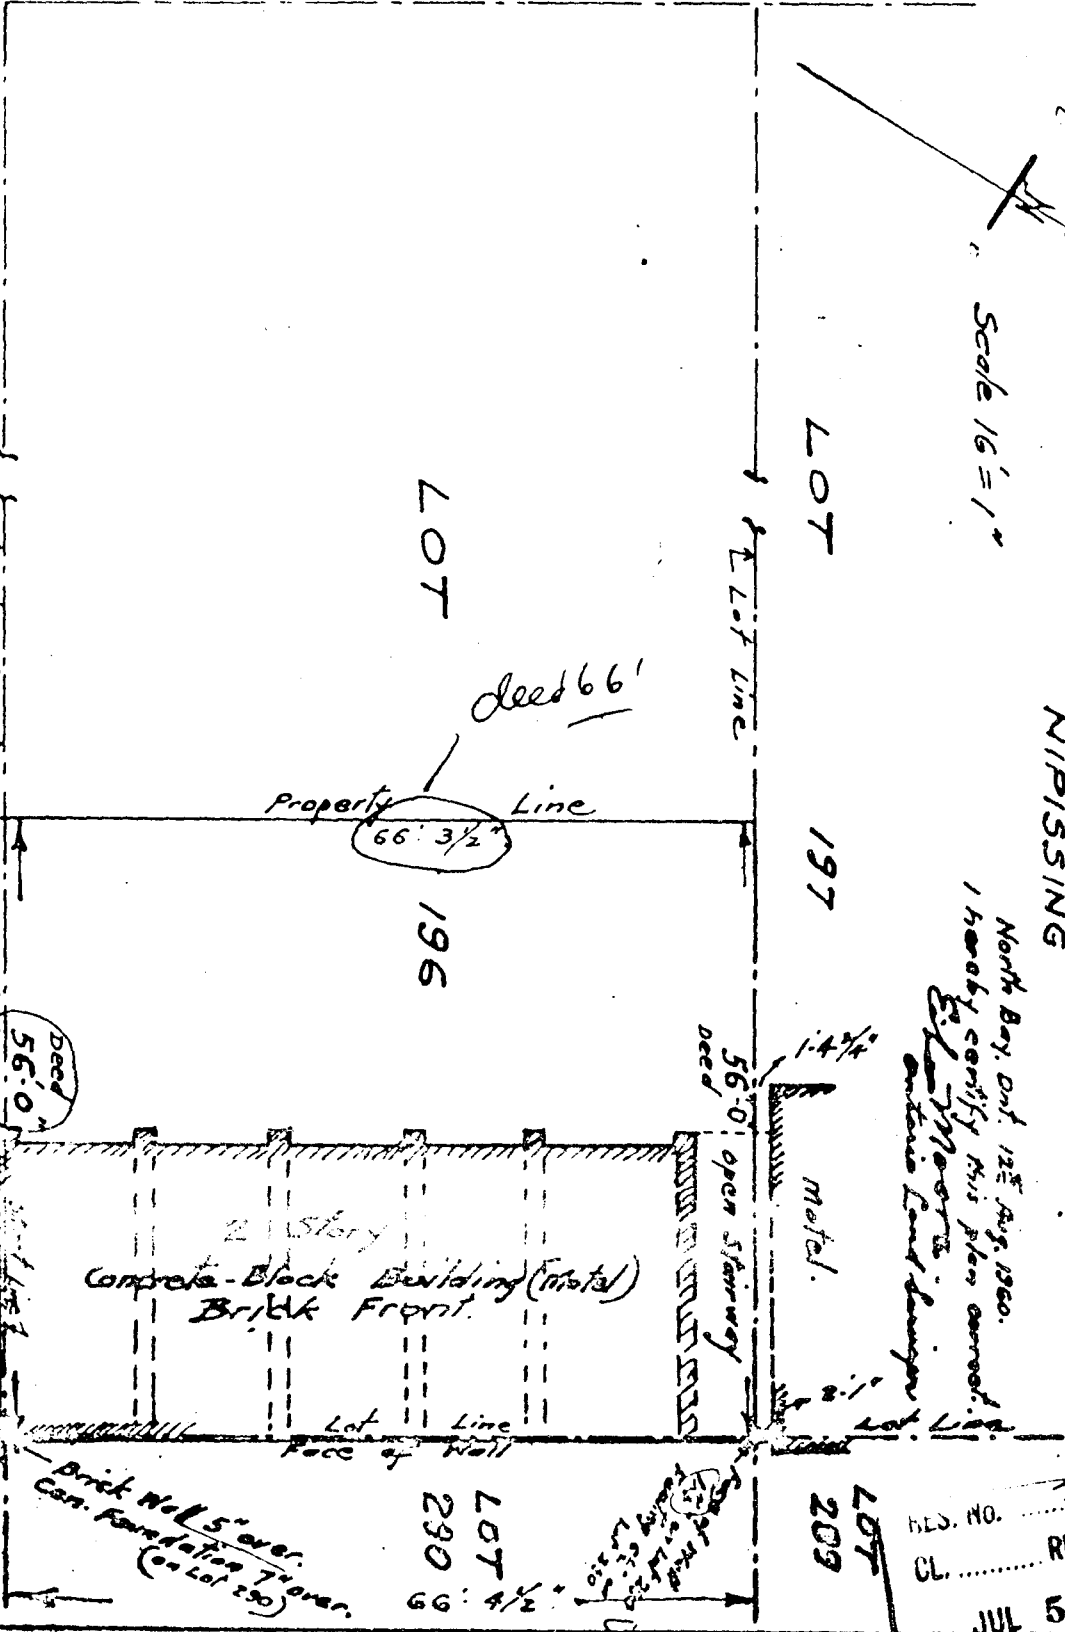 Scale 16'=1"
LOT
197
LOT
196
Lot Line
deed 66'
Property Line
66' 3½"
NIPISSING
North Bay, Ont. 12th Aug. 1960.
I hereby certify this plan correct.
Ontario Land Surveyor
Deed
56'-0"
56'-0
Deed
1'-4¾"
open Stairway
Motel.
2'-1"
2 Story
Concrete-Block Building (Motel)
Brick Front.
Lot Line
Face of Wall
Lot Line
Brick Wall 5" over.
Con. Foundation 7" over.
(on Lot 290)
LOT
290
66' 4½"
LOT
209
RES. NO.
CL.
JUL 5